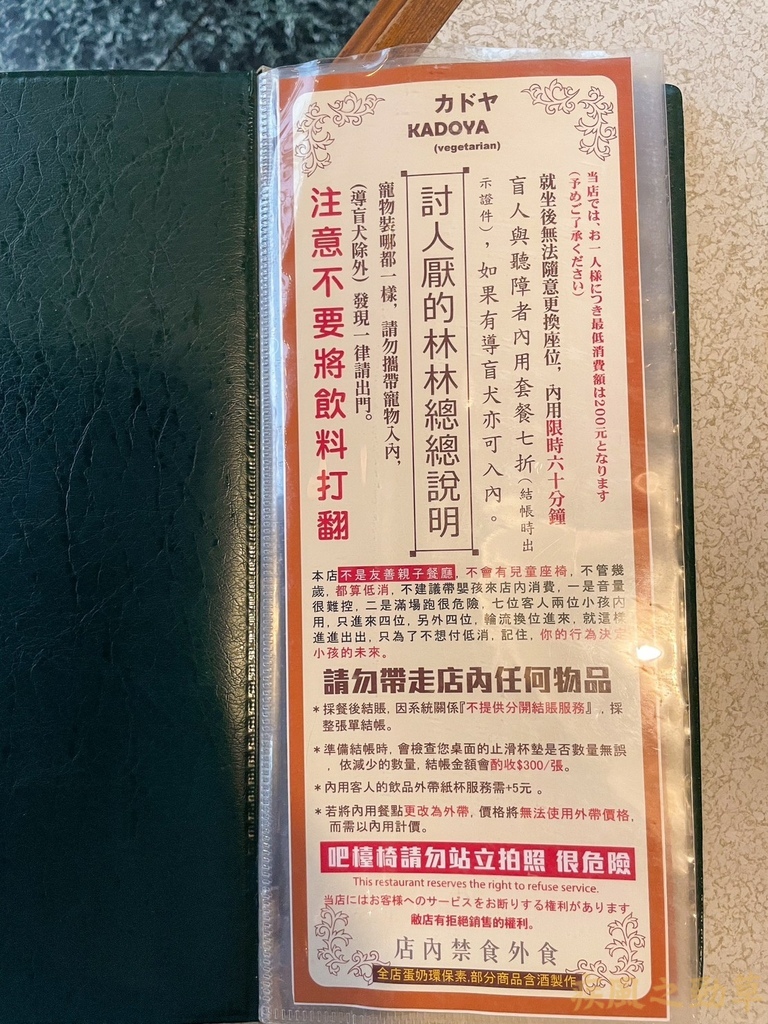 カドヤ
KADOYA
(vegetarian)
当店では、お一人様につき最低消費額は200元となります
(予めご了承ください)
就坐後無法隨意更換座位，內用限時六十分鐘
盲人與聽障者內用套餐七折(結帳時出
示證件)，如果有導盲犬亦可入內。
討人厭的林林總總說明
寵物裝哪都一樣，請勿攜帶寵物入內，
(導盲犬除外)發現一律請出門。
注意不要將飲料打翻
本店不是友善親子餐廳，不會有兒童座椅，不管幾
歲，都算低消，不建議帶嬰孩來店內消費，一是音量
很難控，二是滿場跑很危險，七位客人兩位小孩內
用，只進來四位，另外四位，輪流換位進來，就這樣
進進出出，只為了不想付低消，記住，你的行為決定
小孩的未來。
請勿帶走店內任何物品
*採餐後結賬，因系統關係『不提供分開結賬服務』，採
整張單結帳。
*準備結帳時，會檢查您桌面的止滑杯墊是否數量無誤
，依減少的數量，結帳金額會酌收$300/張。
*內用客人的飲品外帶紙杯服務需+5元。
*若將內用餐點更改為外帶，價格將無法使用外帶價格，
而需以內用計價。
吧檯椅請勿站立拍照 很危險
This restaurant reserves the right to refuse service.
当店にはお客様へのサービスをお断りする権利があります
敝店有拒絕銷售的權利。
店內禁食外食
全店蛋奶環保素.部分商品含酒製作